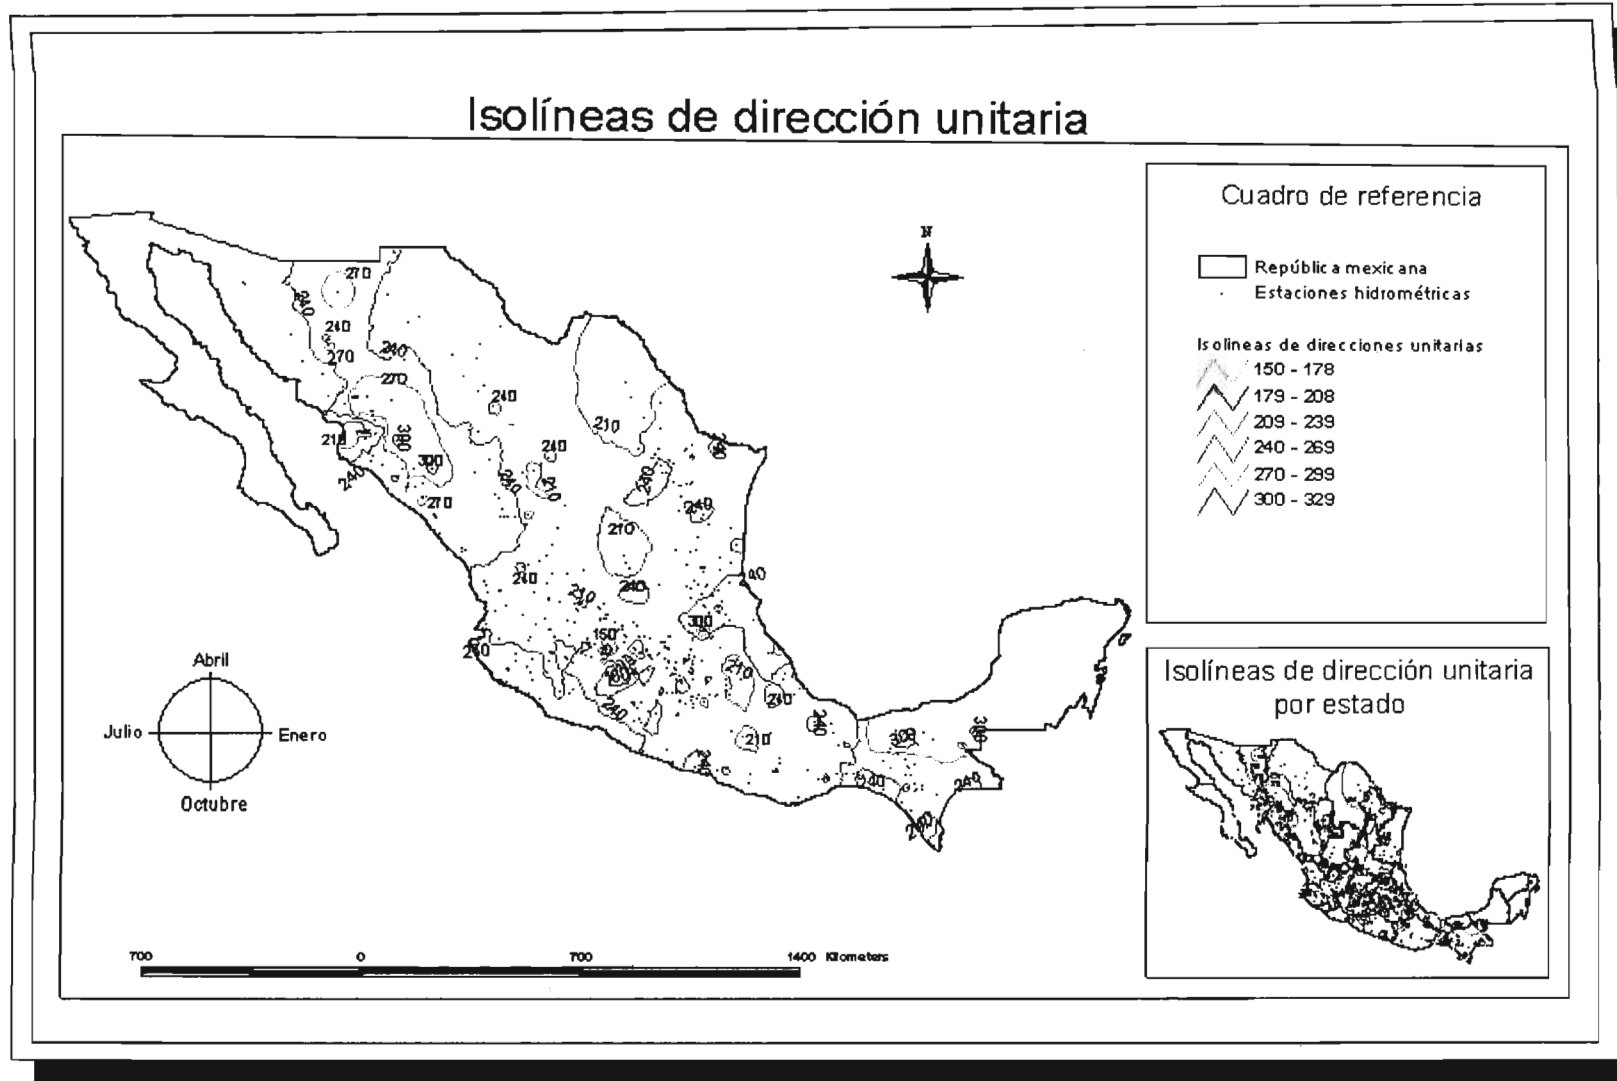 Isolíneas de dirección unitaria
Cuadro de referencia
República mexicana
Estaciones hidrométricas
Isolineas de direcciones unitarias
150 - 178
179 - 208
209 - 239
240 - 269
270 - 299
300 - 329
Isolíneas de dirección unitaria
por estado
N
270
240
240
270
240
270
240
210
210
300
300
240
240
240
210
240
270
240
240
210
240
240
210
240
300
150
210
240
240
240
210
240
300
240
240
Abril
Julio
Enero
Octubre
700
0
700
1400 Kilometers